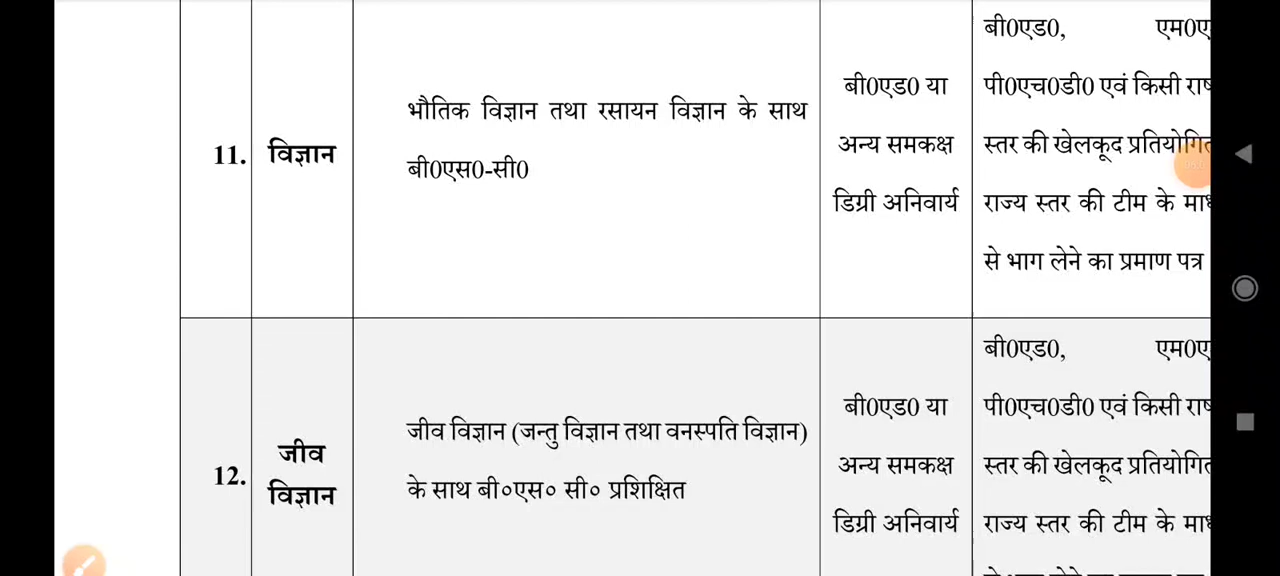 बी0एड0, एम0ए
भौतिक विज्ञान तथा रसायन विज्ञान के साथ
बी0एस0-सी0
बी0एड0 या
अन्य समकक्ष
डिग्री अनिवार्य
पी0एच0डी0 एवं किसी
स्तर की खेलकूद
राज्य स्तर की टीम के
से भाग लेने का प्रमाण पत्र
11. विज्ञान
12. जीव
विज्ञान
जीव विज्ञान (जन्तु विज्ञान तथा वनस्पति विज्ञान)
के साथ बी०एस० सी० प्रशिक्षित
बी0एड0 या
अन्य समकक्ष
डिग्री अनिवार्य
बी0एड0, एम0ए
पी0एच0डी0 एवं किसी
स्तर की खेलकूद
राज्य स्तर की टीम के